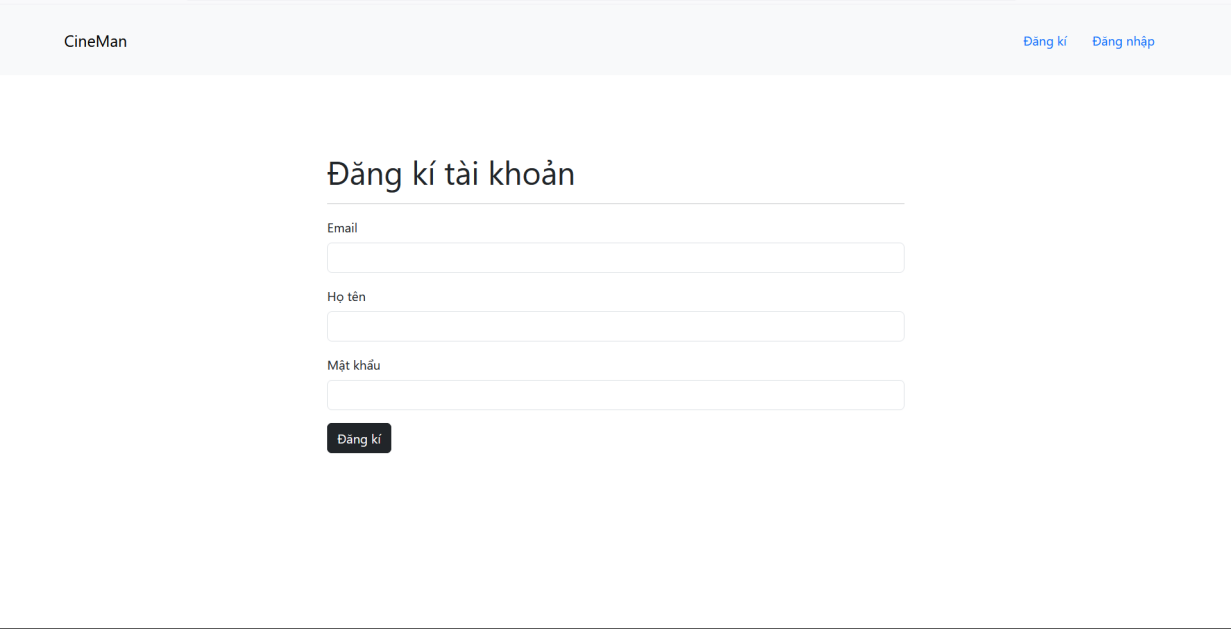 CineMan
Đăng kí
Đăng nhập
Đăng kí tài khoản
Email
Họ tên
Mật khẩu
Đăng kí